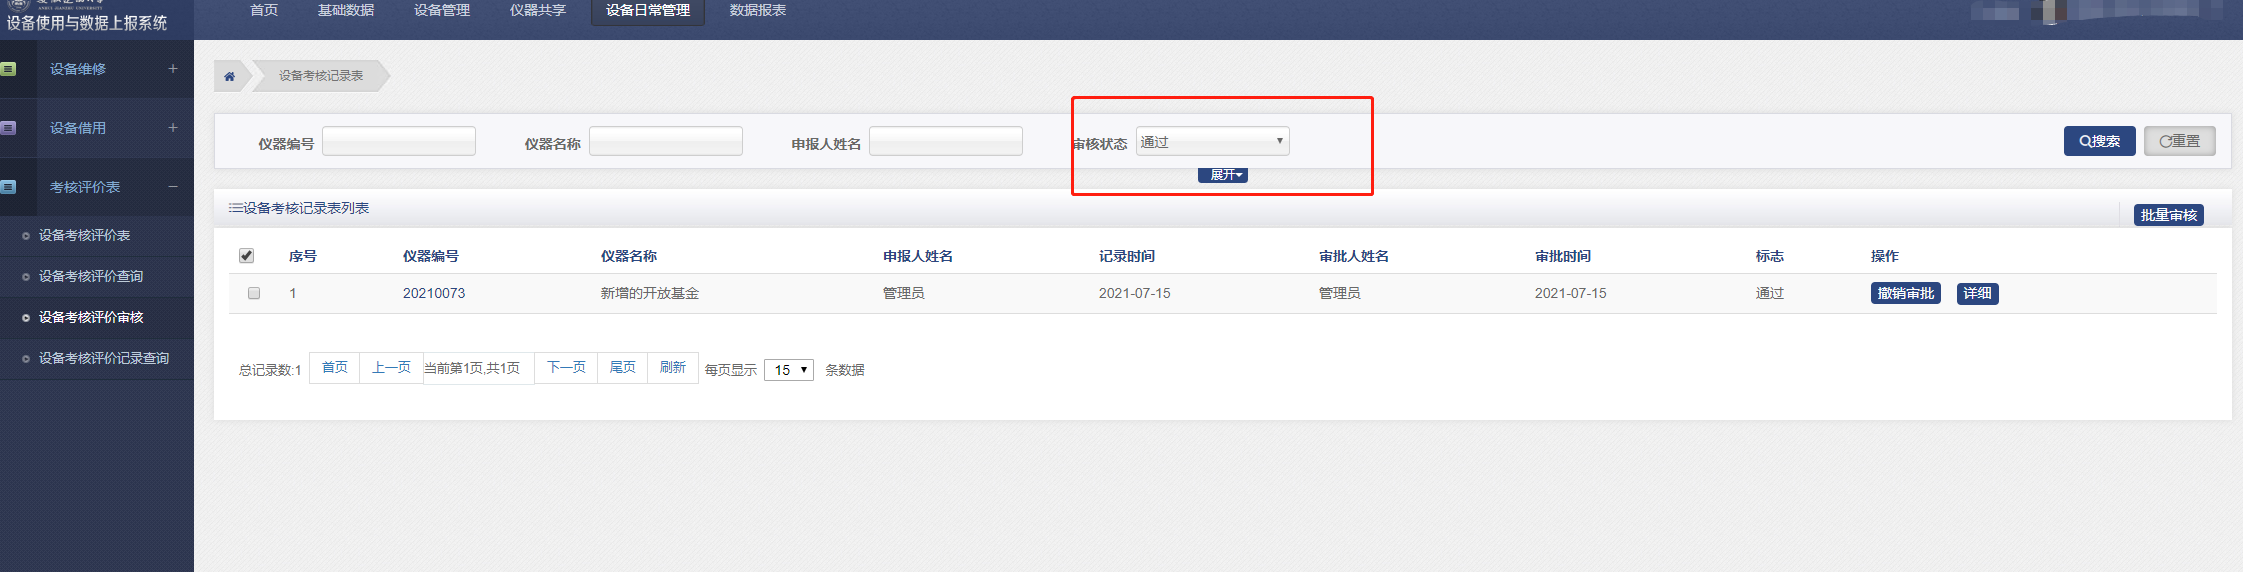 首页 基础数据 设备管理 仪器共享 设备日常管理 数据报表
设备使用与数据上报系统
设备维修 +
设备借用 +
考核评价表 −
设备考核评价表
设备考核评价查询
设备考核评价审核
设备考核评价记录查询
设备考核记录表
仪器编号 仪器名称 申报人姓名 审核状态 通过 搜索 重置
展开
设备考核记录表列表 批量审核
序号 仪器编号 仪器名称 申报人姓名 记录时间 审批人姓名 审批时间 标志 操作
1 20210073 新增的开放基金 管理员 2021-07-15 管理员 2021-07-15 通过 撤销审批 详细
总记录数:1 首页 上一页 当前第1页,共1页 下一页 尾页 刷新 每页显示 15 条数据